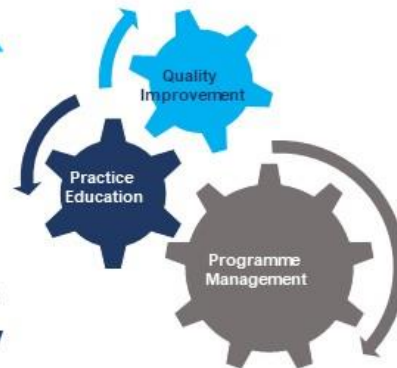 Quality
Improvement
Practice
Education
Programme
Management